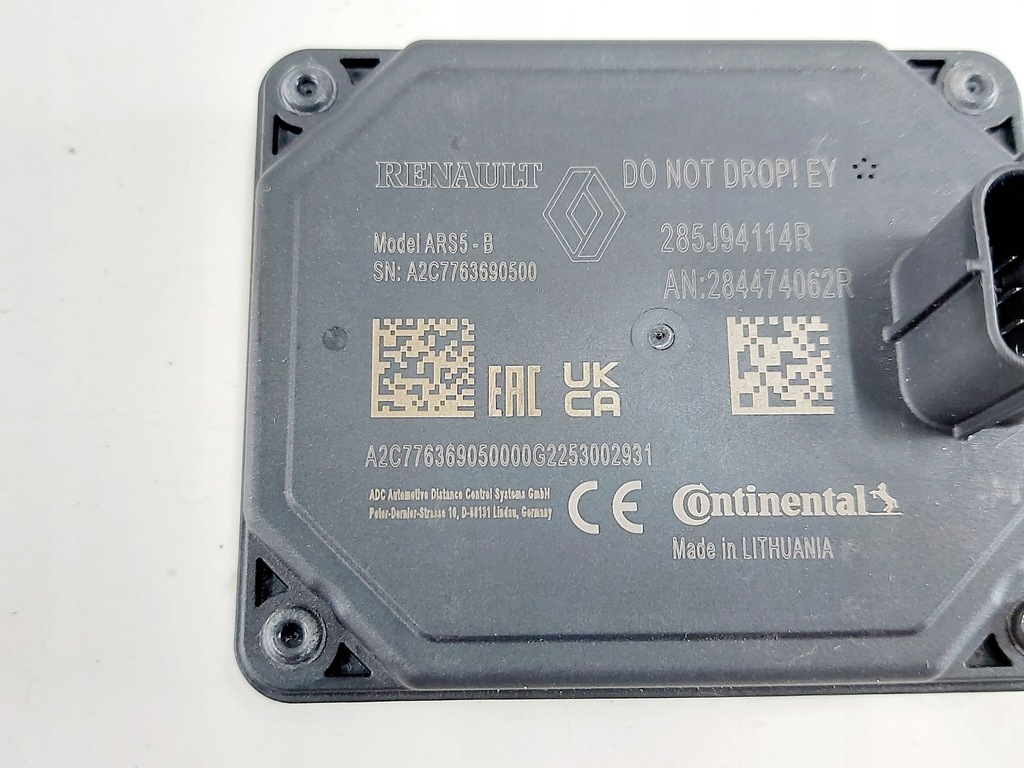 RENAULT
DO NOT DROP! EY
Model ARS5 - B
SN: A2C7763690500
285J94114R
AN:284474062R
EAC
UK
CA
A2C776369050000G2253002931
ADC Automotive Distance Control Systems GmbH
Peter-Dornier-Strasse 10, D-88131 Lindau, Germany
CE
Continental
Made in LITHUANIA